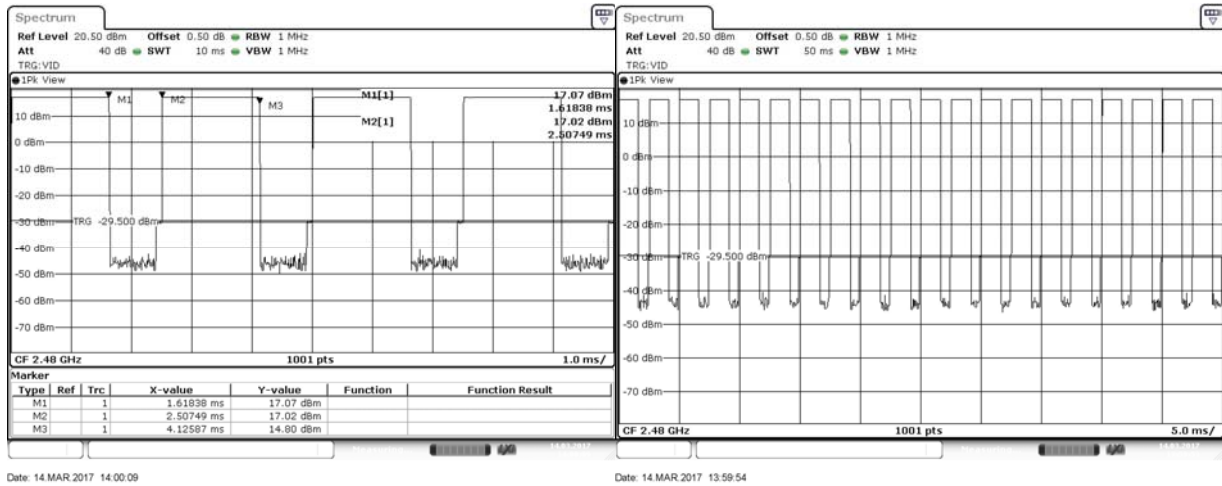 Spectrum
Ref Level 20.50 dBm Offset 0.50 dB RBW 1 MHz
Att 40 dB SWT 10 ms VBW 1 MHz
TRG:VID
1Pk View
M1[1] 17.07 dBm
1.61838 ms
M2[1] 17.02 dBm
2.50749 ms
M1
M2
M3
10 dBm
0 dBm
-10 dBm
-20 dBm
-30 dBm
TRG -29.500 dBm
-40 dBm
-50 dBm
-60 dBm
-70 dBm
CF 2.48 GHz 1001 pts 1.0 ms/
Marker
Type Ref Trc X-value Y-value Function Function Result
M1 1 1.61838 ms 17.07 dBm
M2 1 2.50749 ms 17.02 dBm
M3 1 4.12587 ms 14.80 dBm
Date: 14.MAR.2017 14:00:09
Spectrum
Ref Level 20.50 dBm Offset 0.50 dB RBW 1 MHz
Att 40 dB SWT 50 ms VBW 1 MHz
TRG:VID
1Pk View
10 dBm
0 dBm
-10 dBm
-20 dBm
-30 dBm
TRG -29.500 dBm
-40 dBm
-50 dBm
-60 dBm
-70 dBm
CF 2.48 GHz 1001 pts 5.0 ms/
Date: 14.MAR.2017 13:59:54